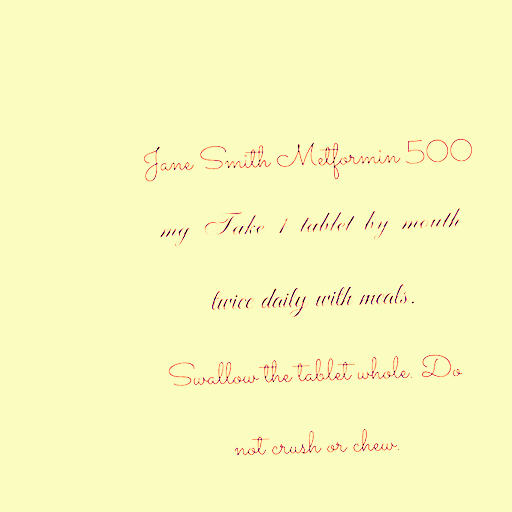 Jane Smith Metformin 500
mg Take 1 tablet by mouth
twice daily with meals.
Swallow the tablet whole. Do
not crush or chew.